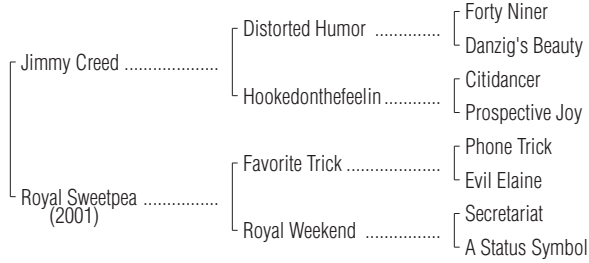 Forty Niner
Distorted Humor ..............
Danzig's Beauty
Jimmy Creed ....................
Citidancer
Hookedonthefeelin ............
Prospective Joy
Phone Trick
Favorite Trick ....................
Evil Elaine
Royal Sweetpea ................
(2001)
Secretariat
Royal Weekend ................
A Status Symbol